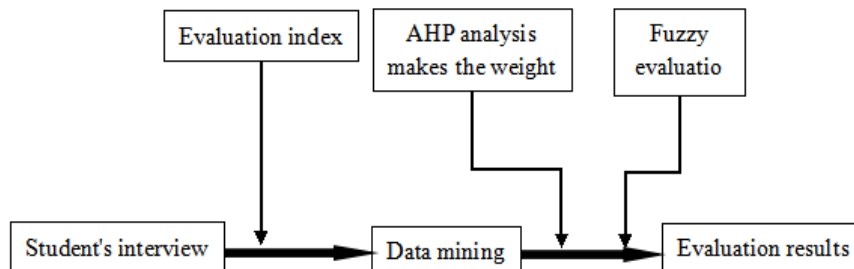 Evaluation index
AHP analysis
makes the weight
Fuzzy
evaluatio
Student's interview
Data mining
Evaluation results